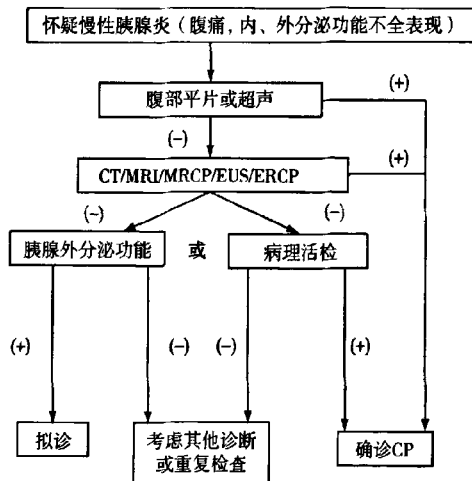 怀疑慢性胰腺炎（腹痛，内、外分泌功能不全表现）
腹部平片或超声
(+)
(−)
CT/MRI/MRCP/EUS/ERCP
(+)
(−)
(−)
胰腺外分泌功能
或
病理活检
(+)
(−)
(−)
(+)
拟诊
考虑其他诊断
或重复检查
确诊CP